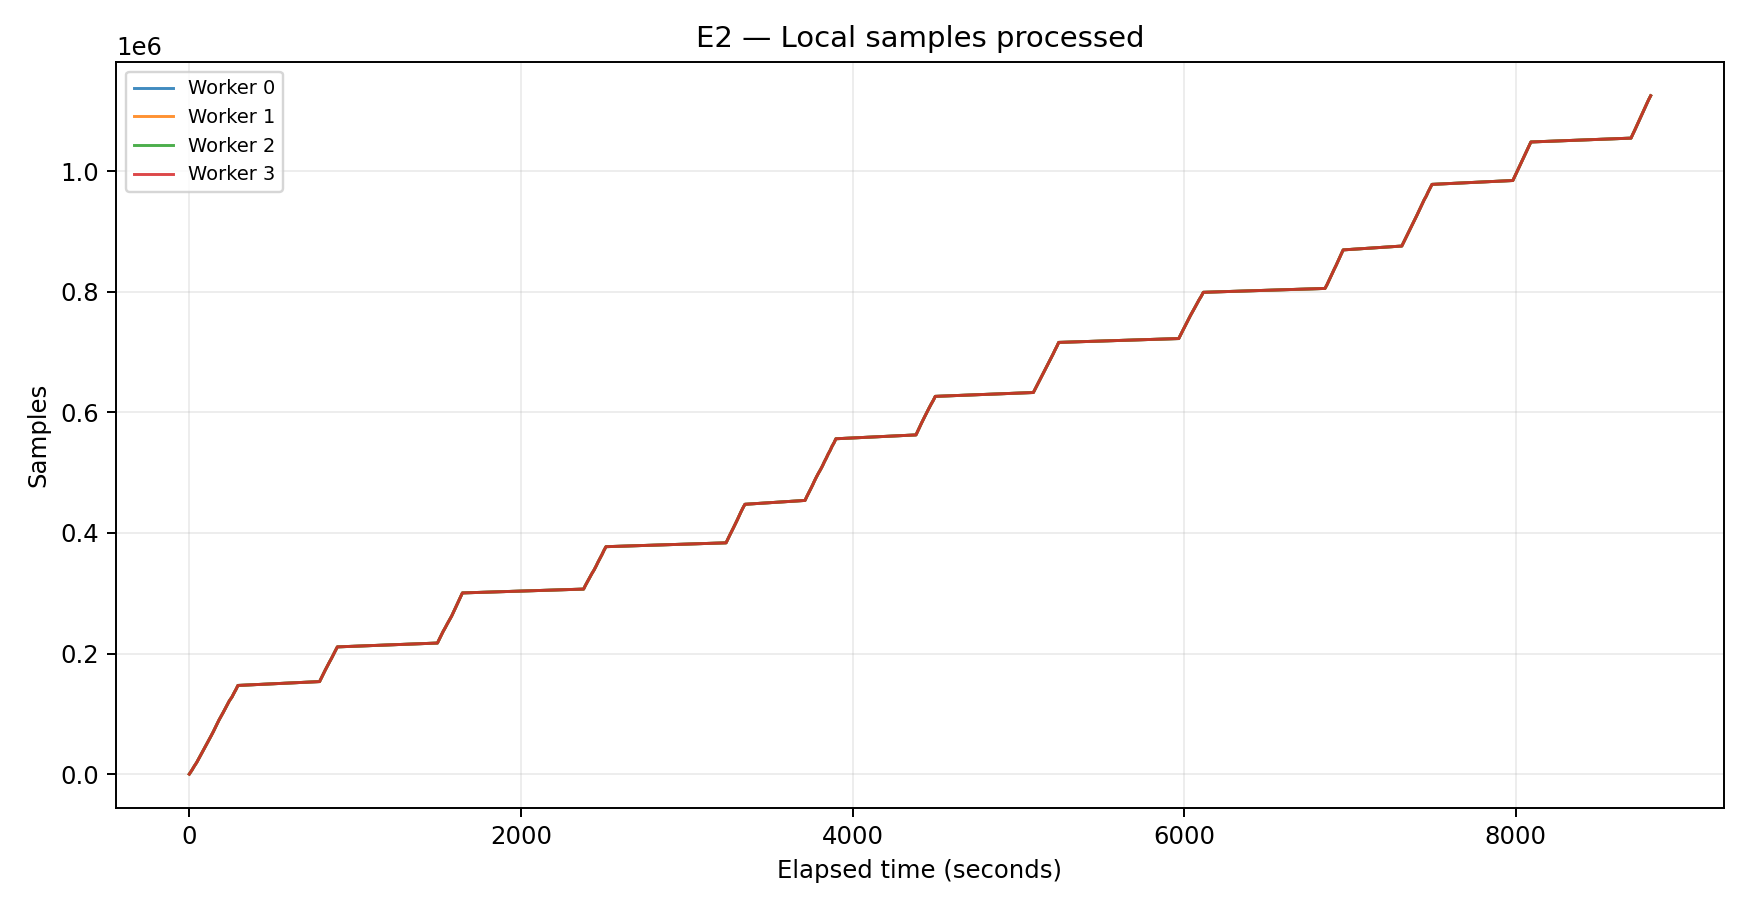 E2 — Local samples processed
1e6
Worker 0
Worker 1
Worker 2
Worker 3
1.0
0.8
0.6
0.4
0.2
0.0
Samples
0 2000 4000 6000 8000
Elapsed time (seconds)